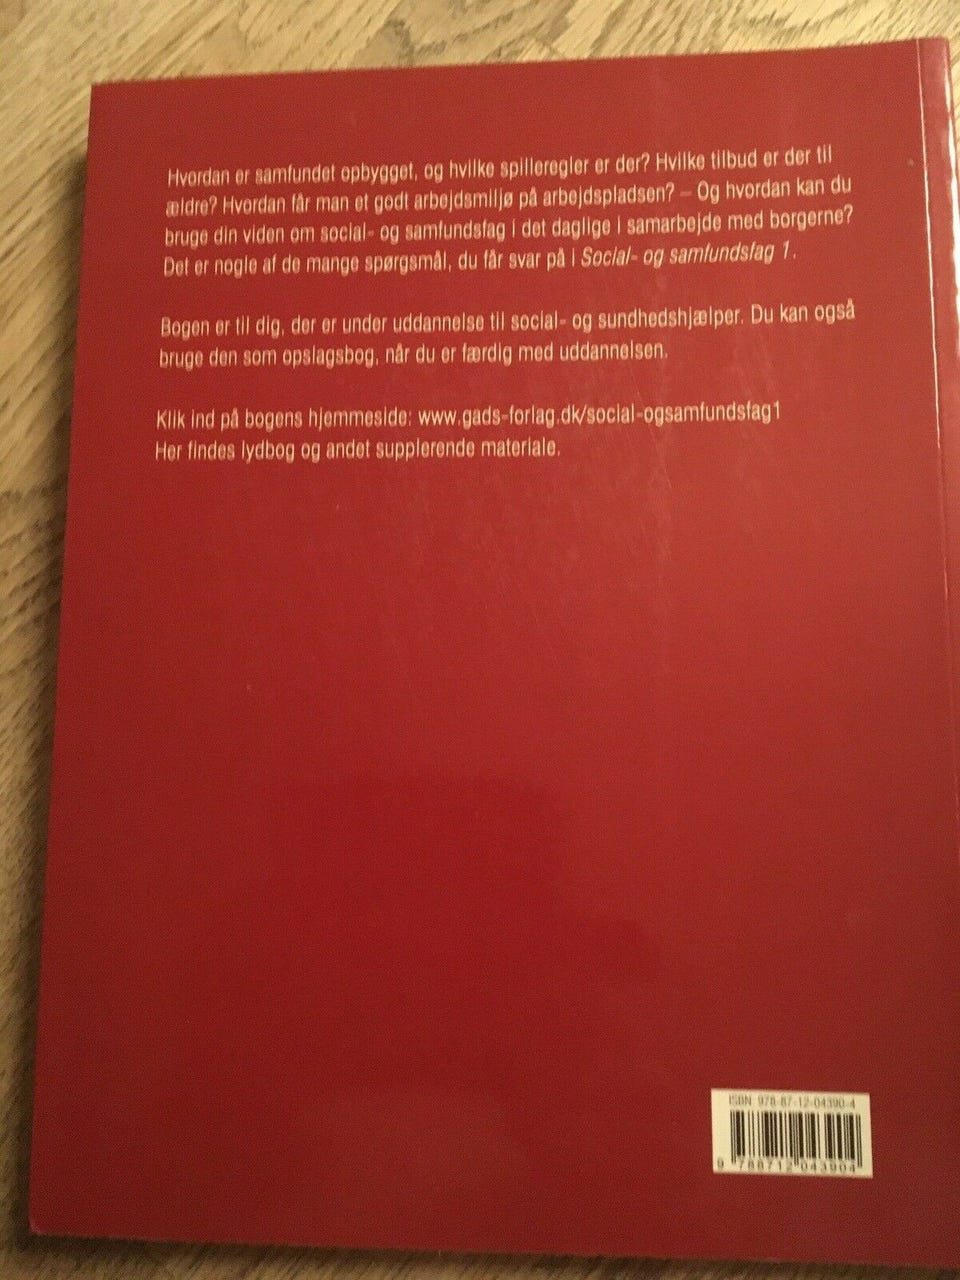 Hvordan er samfundet opbygget, og hvilke spilleregler er der? Hvilke tilbud er der til
ældre? Hvordan får man et godt arbejdsmiljø på arbejdspladsen? – Og hvordan kan du
bruge din viden om social- og samfundsfag i det daglige i samarbejde med borgerne?
Det er nogle af de mange spørgsmål, du får svar på i Social- og samfundsfag 1.
Bogen er til dig, der er under uddannelse til social- og sundhedshjælper. Du kan også
bruge den som opslagsbog, når du er færdig med uddannelsen.
Klik ind på bogens hjemmeside: www.gads-forlag.dk/social-ogsamfundsfag1
Her findes lydbog og andet supplerende materiale.
ISBN 978-87-12-04390-4
9 788712 043904